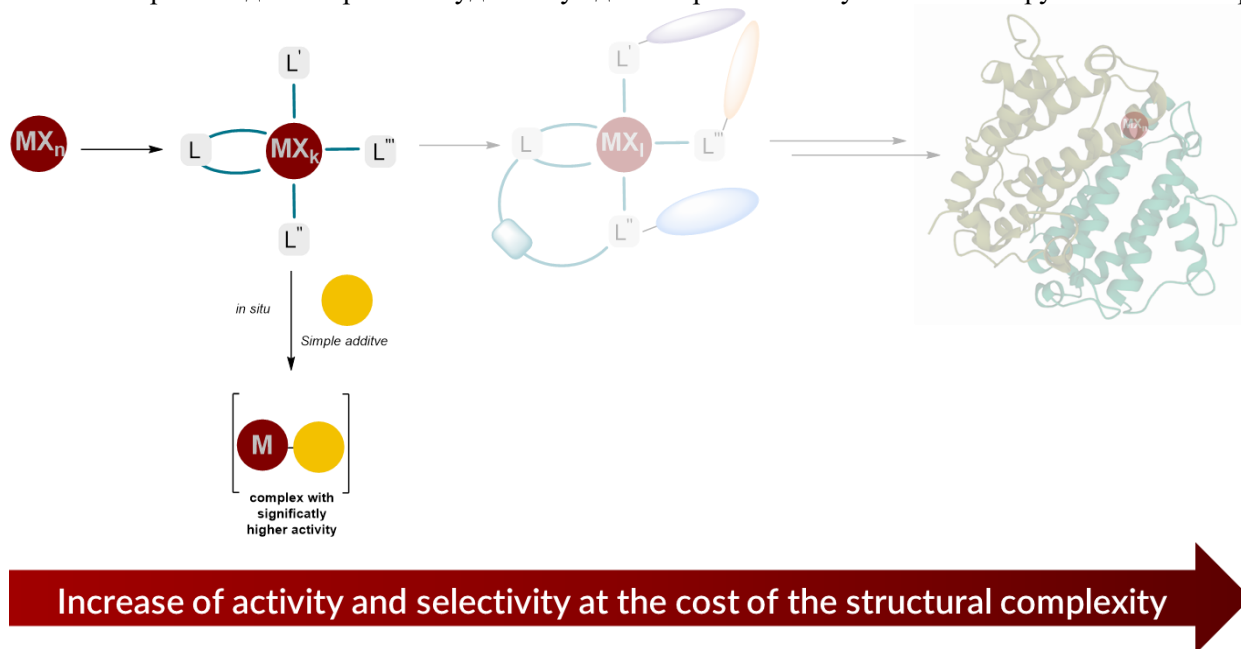 L'
L'
MXₙ
L
MXₖ
L'''
L
MXₗ
L'''
MX
L''
L''
in situ
Simple additve
M
complex with
significatly
higher activity
Increase of activity and selectivity at the cost of the structural complexity